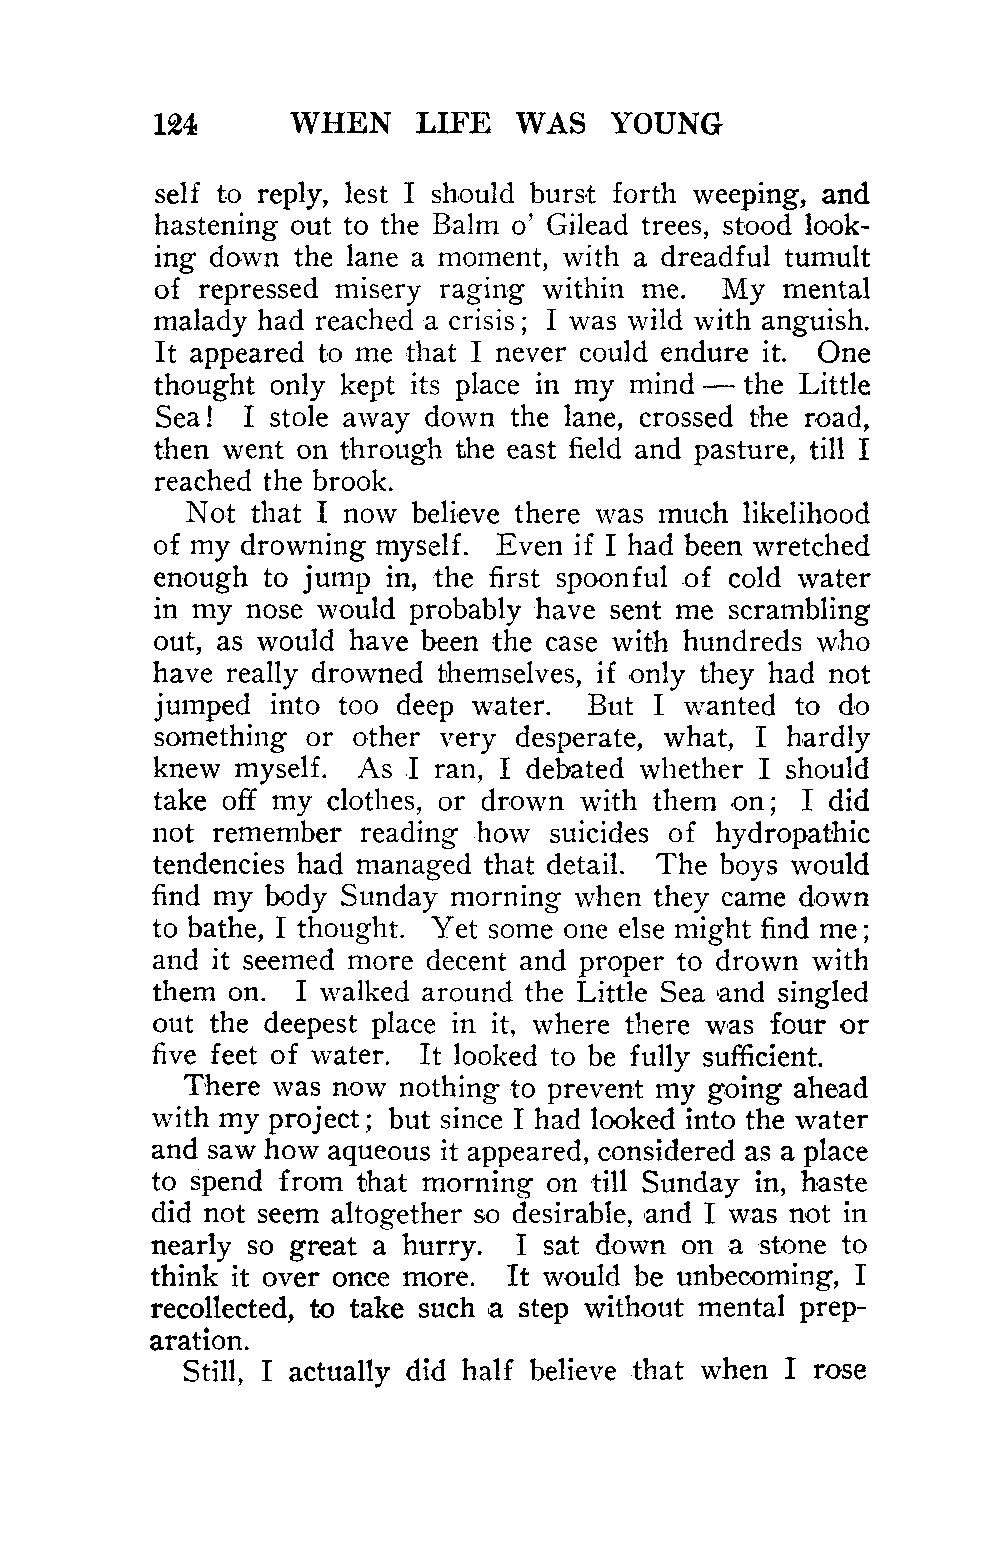 124 WHEN LIFE WAS YOUNG
self to reply, lest I should burst forth weeping, and
hastening out to the Balm o' Gilead trees, stood look-
ing down the lane a moment, with a dreadful tumult
of repressed misery raging within me. My mental
malady had reached a crisis; I was wild with anguish.
It appeared to me that I never could endure it. One
thought only kept its place in my mind — the Little
Sea! I stole away down the lane, crossed the road,
then went on through the east field and pasture, till I
reached the brook.
Not that I now believe there was much likelihood
of my drowning myself. Even if I had been wretched
enough to jump in, the first spoonful of cold water
in my nose would probably have sent me scrambling
out, as would have been the case with hundreds who
have really drowned themselves, if only they had not
jumped into too deep water. But I wanted to do
something or other very desperate, what, I hardly
knew myself. As I ran, I debated whether I should
take off my clothes, or drown with them on; I did
not remember reading how suicides of hydropathic
tendencies had managed that detail. The boys would
find my body Sunday morning when they came down
to bathe, I thought. Yet some one else might find me;
and it seemed more decent and proper to drown with
them on. I walked around the Little Sea and singled
out the deepest place in it, where there was four or
five feet of water. It looked to be fully sufficient.
There was now nothing to prevent my going ahead
with my project; but since I had looked into the water
and saw how aqueous it appeared, considered as a place
to spend from that morning on till Sunday in, haste
did not seem altogether so desirable, and I was not in
nearly so great a hurry. I sat down on a stone to
think it over once more. It would be unbecoming, I
recollected, to take such a step without mental prep-
aration.
Still, I actually did half believe that when I rose